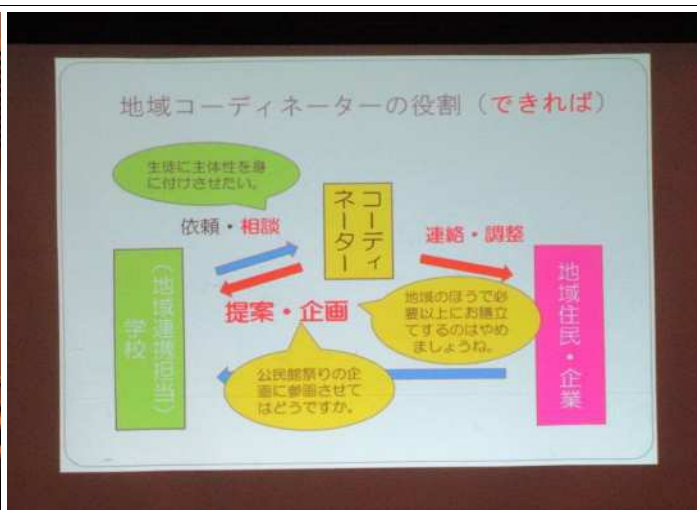 地域コーディネーターの役割（できれば）
生徒に主体性を身
に付けさせたい。
依頼・相談
コーディ
ネーター
連絡・調整
提案・企画
地域のほうで必
要以上にお膳立
てするのはやめ
ましょうね。
公民館祭りの企
画に参画させて
はどうですか。
学校
（地域連携担当）
地域住民・企業